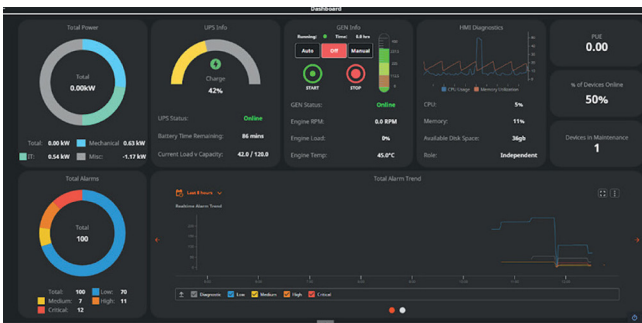 Dashboard
Total Power
Total
0.00kW
Total: 0.00 kW Mechanical 0.63 kW
IT: 0.54 kW Misc: -1.17 kW
UPS Info
Charge
42%
UPS Status: Online
Battery Time Remaining: 86 mins
Current Load v Capacity: 42.0 / 120.0
GEN Info
Running: Time: 0.0 hrs
Auto Off Manual
START STOP
GEN Status: Online
Engine RPM: 0.0 RPM
Engine Load: 0%
Engine Temp: 45.0°C
HMI Diagnostics
CPU Usage Memory Utilization
CPU: 5%
Memory: 11%
Available Disk Space: 36gb
Role: Independent
PUE
0.00
% of Devices Online
50%
Devices in Maintenance
1
Total Alarms
Total
100
Total: 100 Low: 70
Medium: 7 High: 11
Critical: 12
Total Alarm Trend
Last 8 hours
Realtime Alarm Trend
Diagnostic Low Medium High Critical